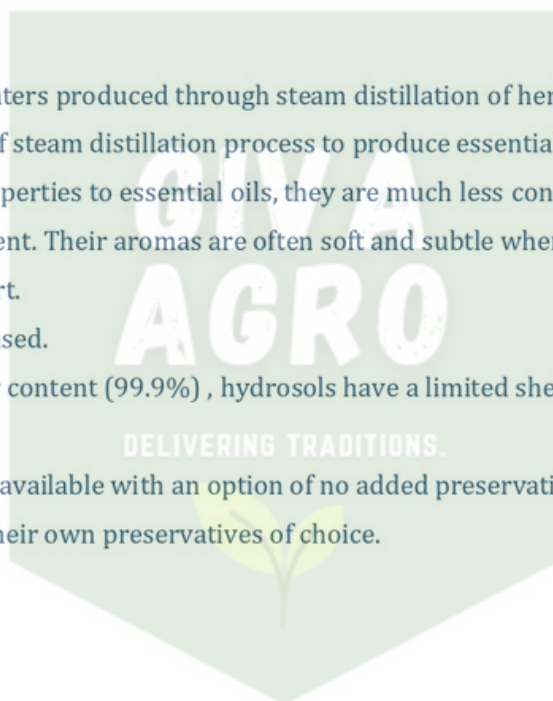 ters produced through steam distillation of her
f steam distillation process to produce essentia
perties to essential oils, they are much less con
ent. Their aromas are often soft and subtle whe
rt.
sed.
content (99.9%) , hydrosols have a limited she
available with an option of no added preservati
heir own preservatives of choice.
GIVA
AGRO
DELIVERING TRADITIONS.